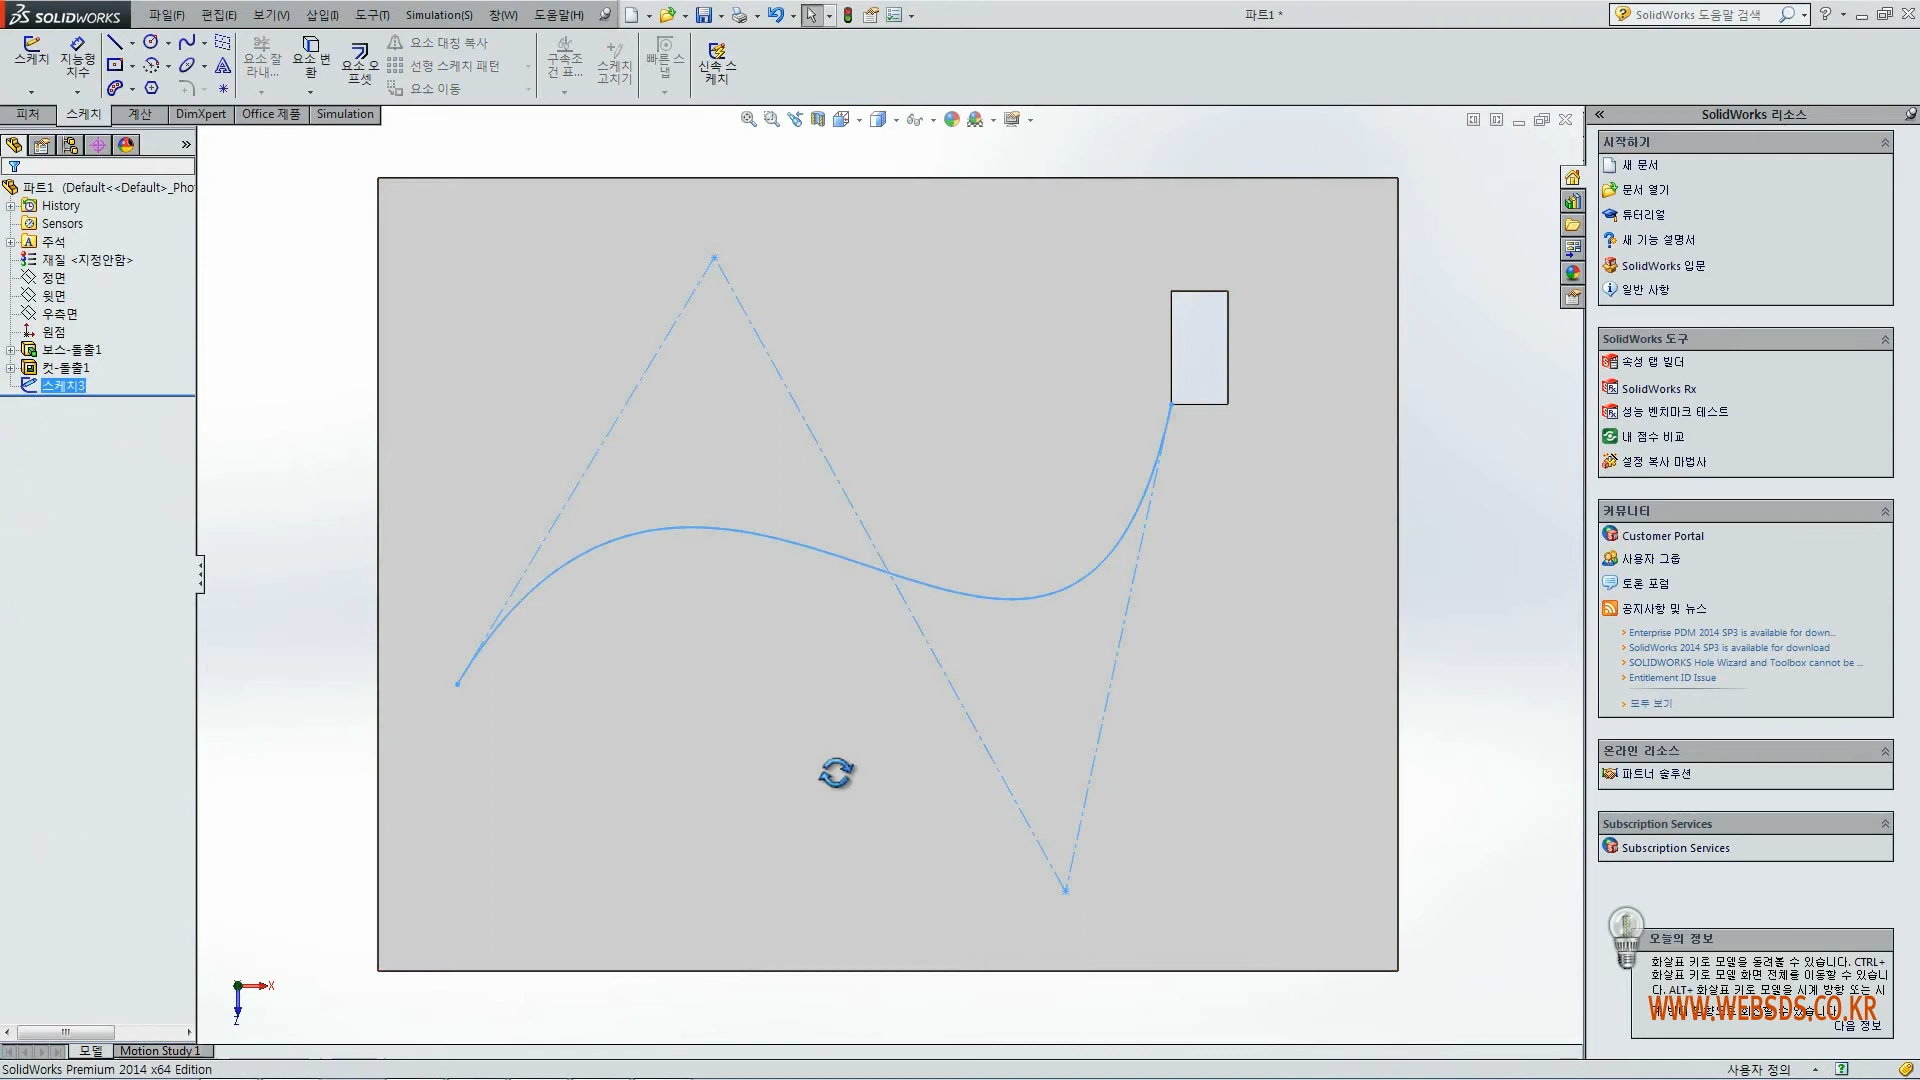 SOLIDWORKS 파일(F) 편집(E) 보기(V) 삽입(I) 도구(T) Simulation(S) 창(W) 도움말(H) 파트1 * SolidWorks 도움말 검색
스케치 지능형 치수 요소 잘라내... 요소 변환 요소 오프셋 요소 대칭 복사 구속조건 표... 스케치 고치기 빠른 스냅 신속 스케치
선형 스케치 패턴
요소 이동
피처 스케치 계산 DimXpert Office 제품 Simulation
파트1 (Default<<Default>_Pho
History
Sensors
주석
재질 <지정안함>
정면
윗면
우측면
원점
보스-돌출1
컷-돌출1
스케치3
X
Z
모델 Motion Study 1
SolidWorks Premium 2014 x64 Edition
SolidWorks 리소스
시작하기
새 문서
문서 열기
튜터리얼
새 기능 설명서
SolidWorks 입문
일반 사항
SolidWorks 도구
속성 탭 빌더
SolidWorks Rx
성능 벤치마크 테스트
내 점수 비교
설정 복사 마법사
커뮤니티
Customer Portal
사용자 그룹
토론 포럼
공지사항 및 뉴스
Enterprise PDM 2014 SP3 is available for down...
SolidWorks 2014 SP3 is available for download
SOLIDWORKS Hole Wizard and Toolbox cannot be ...
Entitlement ID Issue
모두 보기
온라인 리소스
파트너 솔루션
Subscription Services
Subscription Services
오늘의 정보
화살표 키로 모델을 돌려볼 수 있습니다. CTRL+
화살표 키로 모델 화면 전체를 이동할 수 있습니
다. ALT+ 화살표 키로 모델을 시계 방향 또는 시
WWW.WEBSDS.CO.KR
다음 정보
사용자 정의